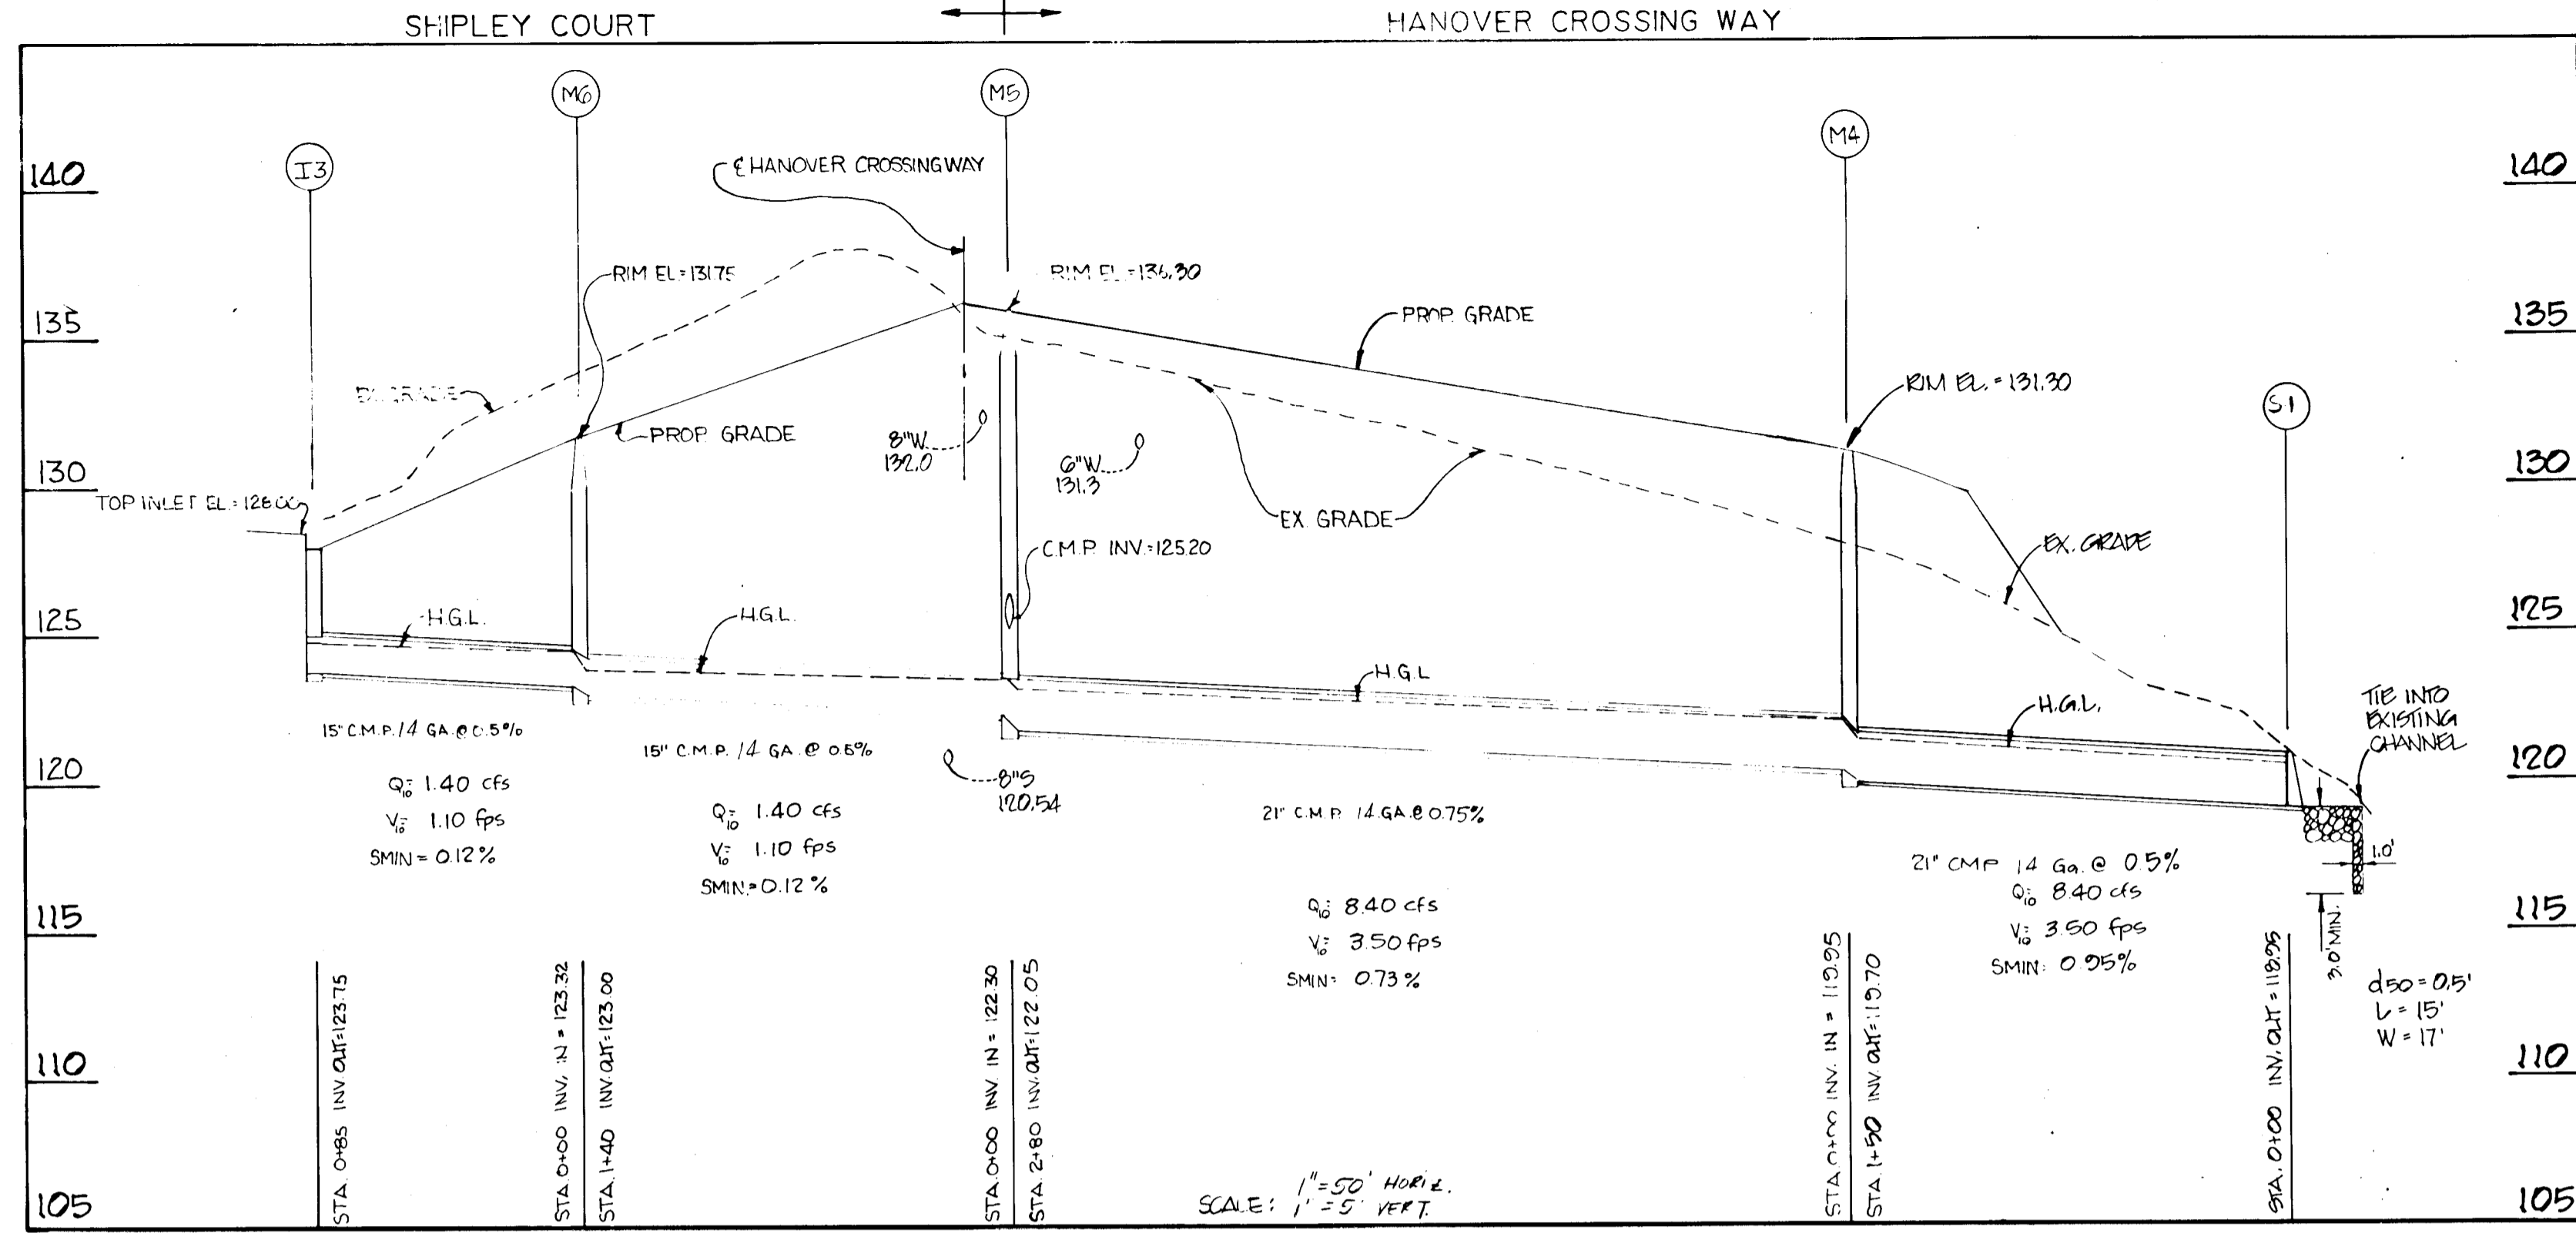 SHIPLEY COURT
HANOVER CROSSING WAY
I3
M6
M5
M4
S1
140
135
130
125
120
115
110
105
140
135
130
125
120
115
110
105
℄ HANOVER CROSSING WAY
RIM EL=131.75
RIM EL=136.30
PROP. GRADE
RIM EL.=131.30
EX. GRADE
PROP. GRADE
8"W
132.0
6"W
131.3
TOP INLET EL.=128.00
EX. GRADE
C.M.P. INV.=125.20
EX. GRADE
H.G.L.
H.G.L.
H.G.L
H.G.L.
TIE INTO
EXISTING
CHANNEL
15" C.M.P. 14 GA. @ 0.5%
Q10= 1.40 cfs
V10= 1.10 fps
SMIN = 0.12%
15" C.M.P. 14 GA. @ 0.5%
Q10= 1.40 cfs
V10= 1.10 fps
SMIN.=0.12%
8"S
120.54
21" C.M.P. 14 GA. @ 0.75%
Q10= 8.40 cfs
V10= 3.50 fps
SMIN= 0.73%
21" CMP 14 Ga. @ 0.5%
Q10= 8.40 cfs
V10= 3.50 fps
SMIN: 0.95%
1.0'
3.0' MIN.
d50=0.5'
L = 15'
W = 17'
STA. 0+85 INV. OUT=123.75
STA. 0+00 INV. IN = 123.32
STA. 1+40 INV. OUT=123.00
STA. 0+00 INV. IN = 122.30
STA. 2+80 INV. OUT=122.05
STA. 0+00 INV. IN = 119.95
STA. 1+50 INV. OUT=119.70
STA. 0+00 INV. OUT =118.95
SCALE: 1"=50' HORIZ.
1"=5' VERT.